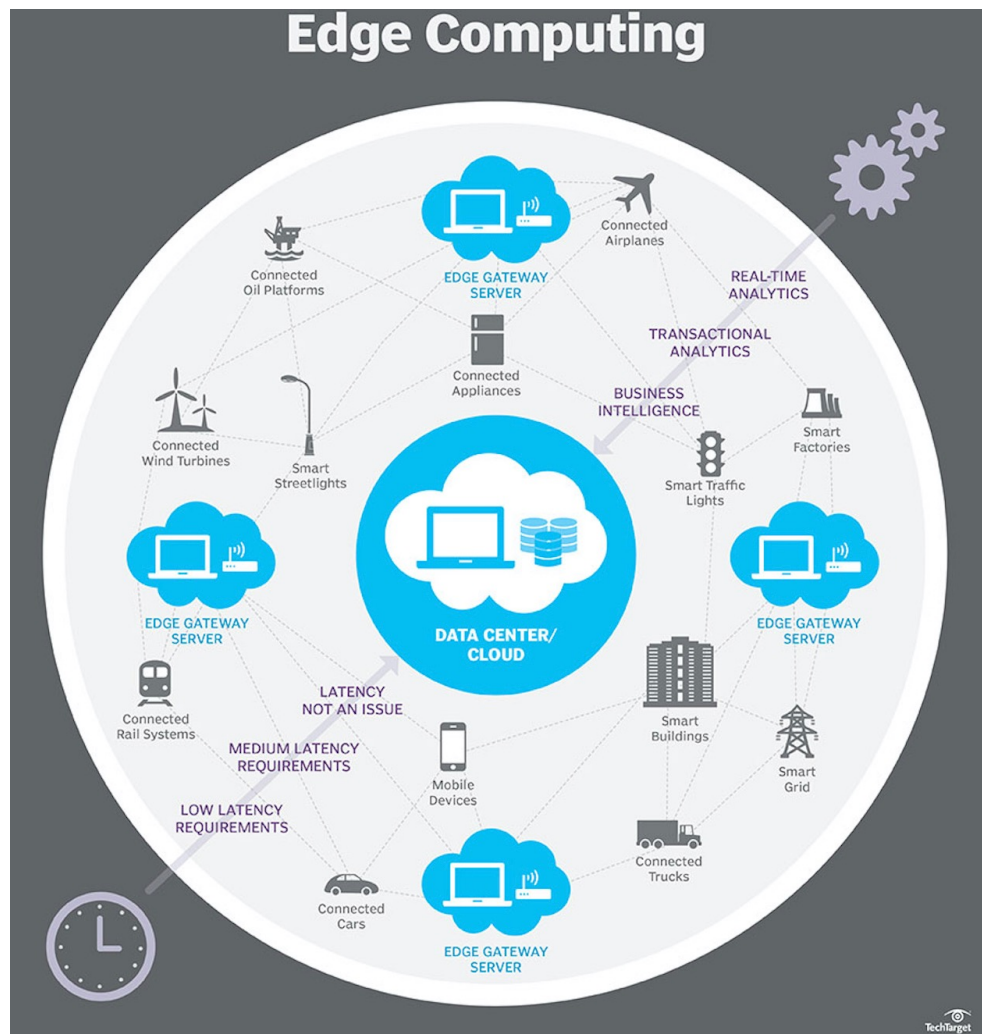 Edge Computing
Connected
Airplanes
Connected
Oil Platforms
EDGE GATEWAY
SERVER
REAL-TIME
ANALYTICS
TRANSACTIONAL
ANALYTICS
Connected
Appliances
BUSINESS
INTELLIGENCE
Connected
Wind Turbines
Smart
Streetlights
Smart
Factories
Smart Traffic
Lights
EDGE GATEWAY
SERVER
DATA CENTER/
CLOUD
EDGE GATEWAY
SERVER
Connected
Rail Systems
LATENCY
NOT AN ISSUE
Smart
Buildings
MEDIUM LATENCY
REQUIREMENTS
Mobile
Devices
Smart
Grid
LOW LATENCY
REQUIREMENTS
Connected
Trucks
Connected
Cars
EDGE GATEWAY
SERVER
TechTarget